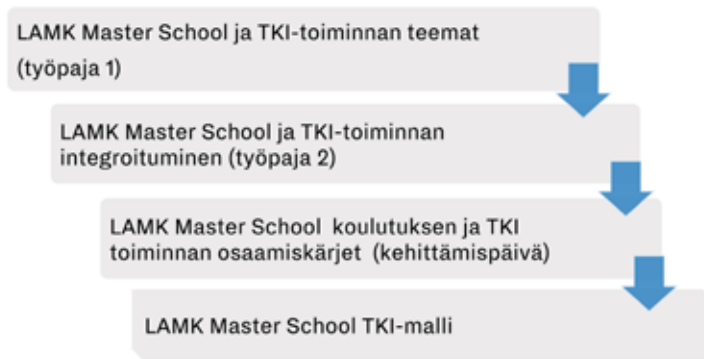 LAMK Master School ja TKI-toiminnan teemat
(työpaja 1)
LAMK Master School ja TKI-toiminnan
integroituminen (työpaja 2)
LAMK Master School koulutuksen ja TKI
toiminnan osaamiskärjet (kehittämispäivä)
LAMK Master School TKI-malli